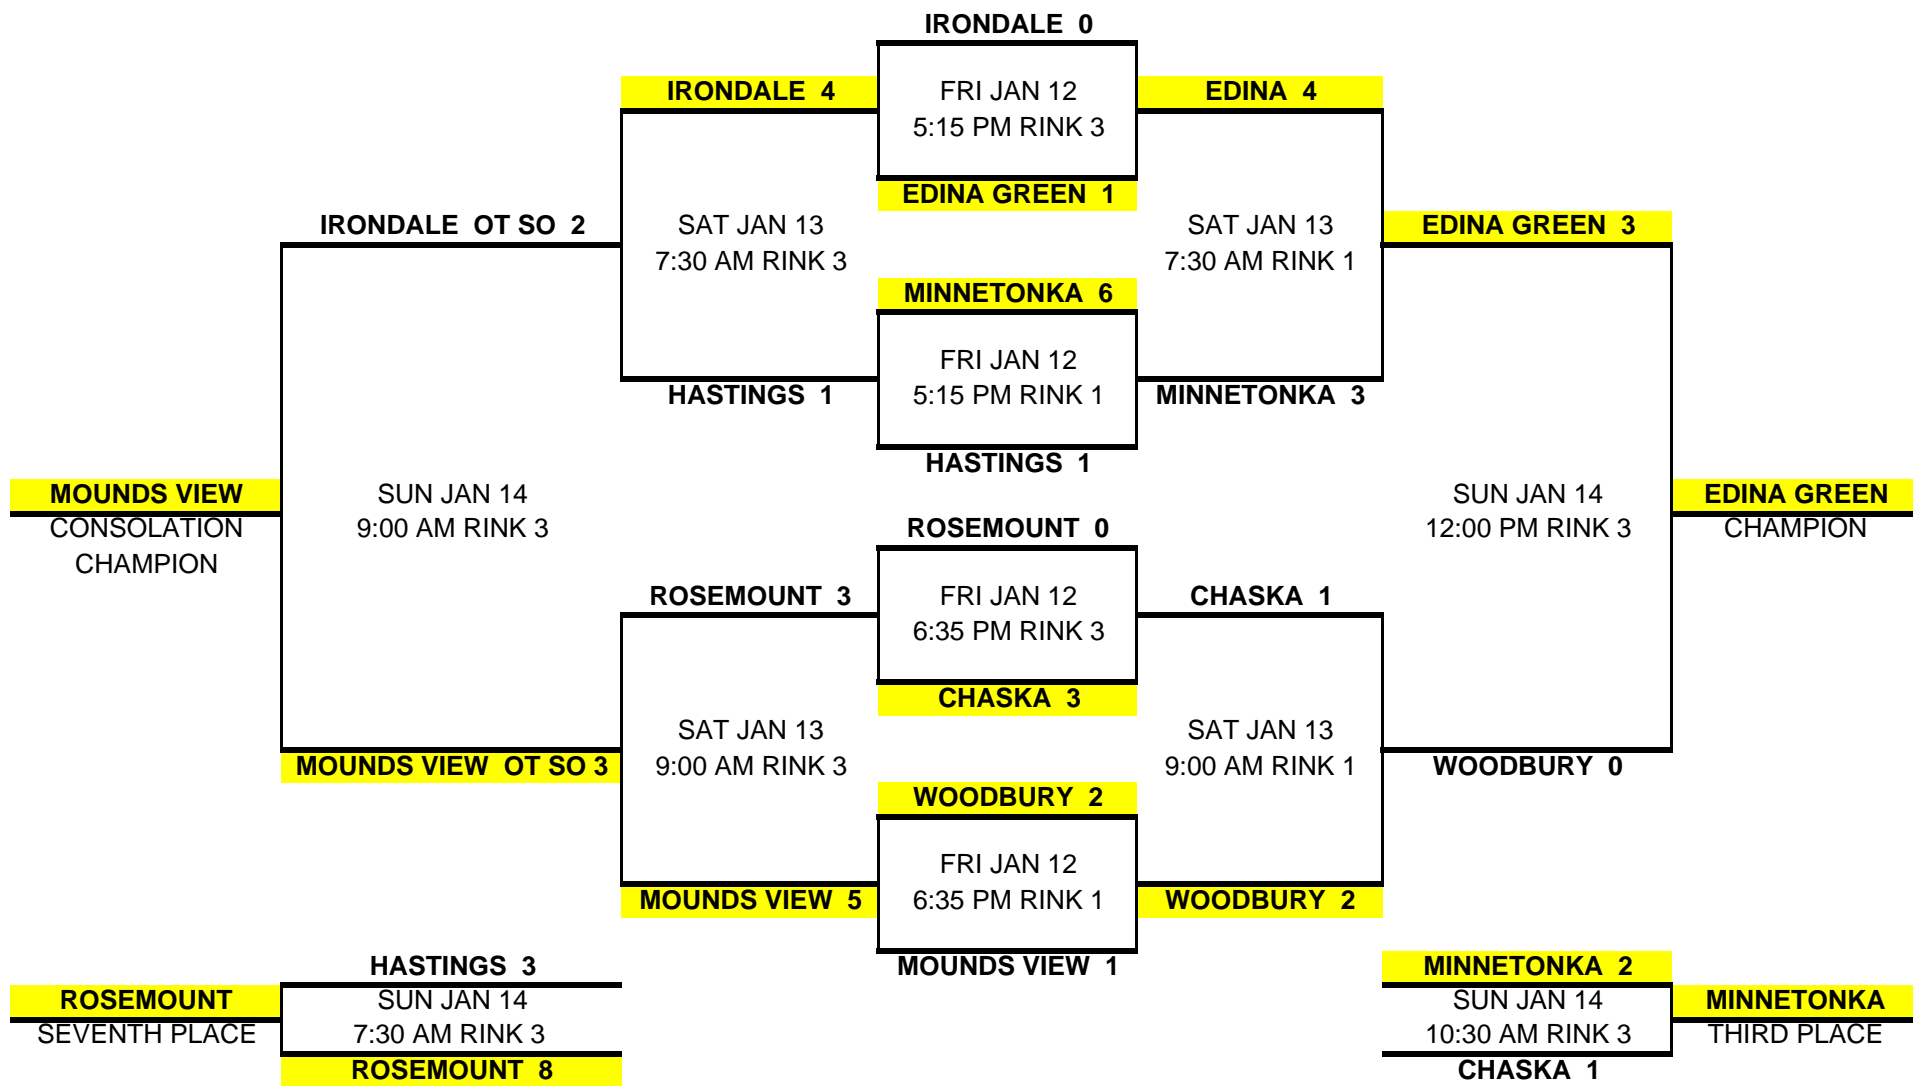 IRONDALE 0
IRONDALE 4
FRI JAN 12
EDINA 4
5:15 PM RINK 3
EDINA GREEN 1
IRONDALE OT SO 2
SAT JAN 13
SAT JAN 13
EDINA GREEN 3
7:30 AM RINK 3
7:30 AM RINK 1
MINNETONKA 6
FRI JAN 12
HASTINGS 1
5:15 PM RINK 1
MINNETONKA 3
HASTINGS 1
MOUNDS VIEW
SUN JAN 14
SUN JAN 14
EDINA GREEN
CONSOLATION
9:00 AM RINK 3
ROSEMOUNT 0
12:00 PM RINK 3
CHAMPION
CHAMPION
ROSEMOUNT 3
FRI JAN 12
CHASKA 1
6:35 PM RINK 3
CHASKA 3
SAT JAN 13
SAT JAN 13
MOUNDS VIEW OT SO 3
9:00 AM RINK 3
9:00 AM RINK 1
WOODBURY 0
WOODBURY 2
FRI JAN 12
MOUNDS VIEW 5
6:35 PM RINK 1
WOODBURY 2
HASTINGS 3
MOUNDS VIEW 1
MINNETONKA 2
ROSEMOUNT
SUN JAN 14
SUN JAN 14
MINNETONKA
SEVENTH PLACE
7:30 AM RINK 3
10:30 AM RINK 3
THIRD PLACE
ROSEMOUNT 8
CHASKA 1